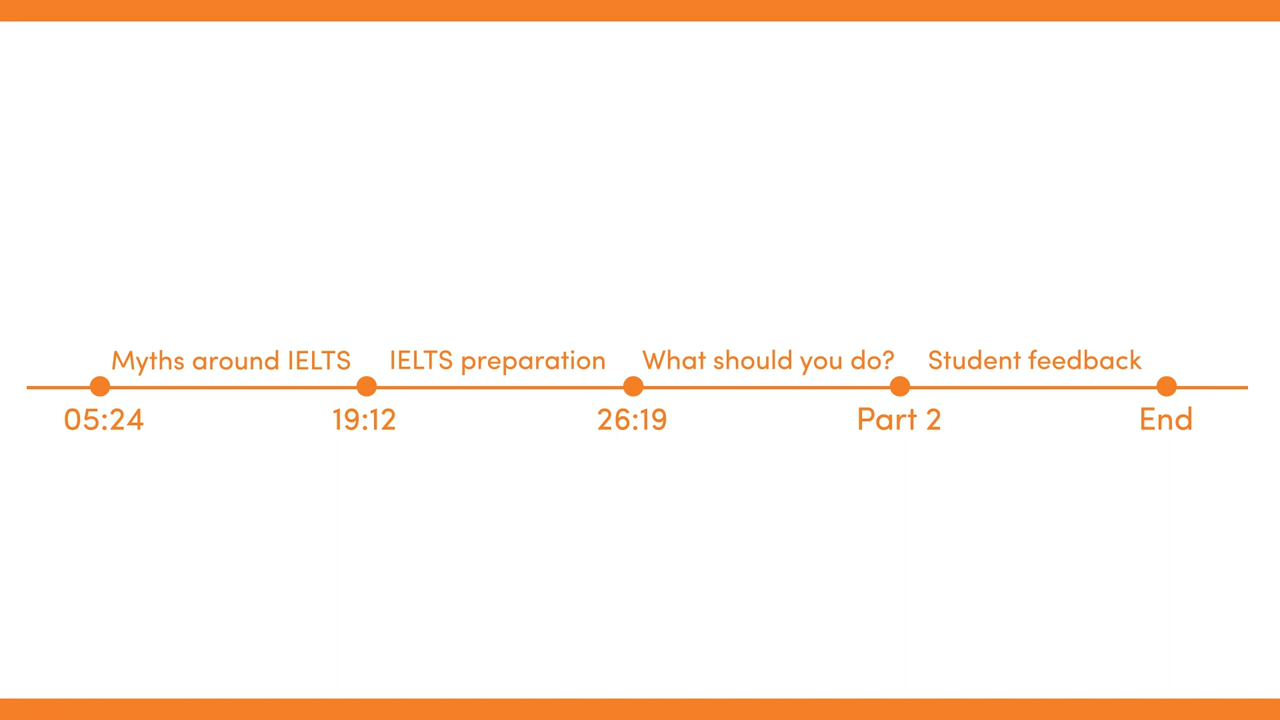 Myths around IELTS IELTS preparation What should you do? Student feedback
05:24 19:12 26:19 Part 2 End